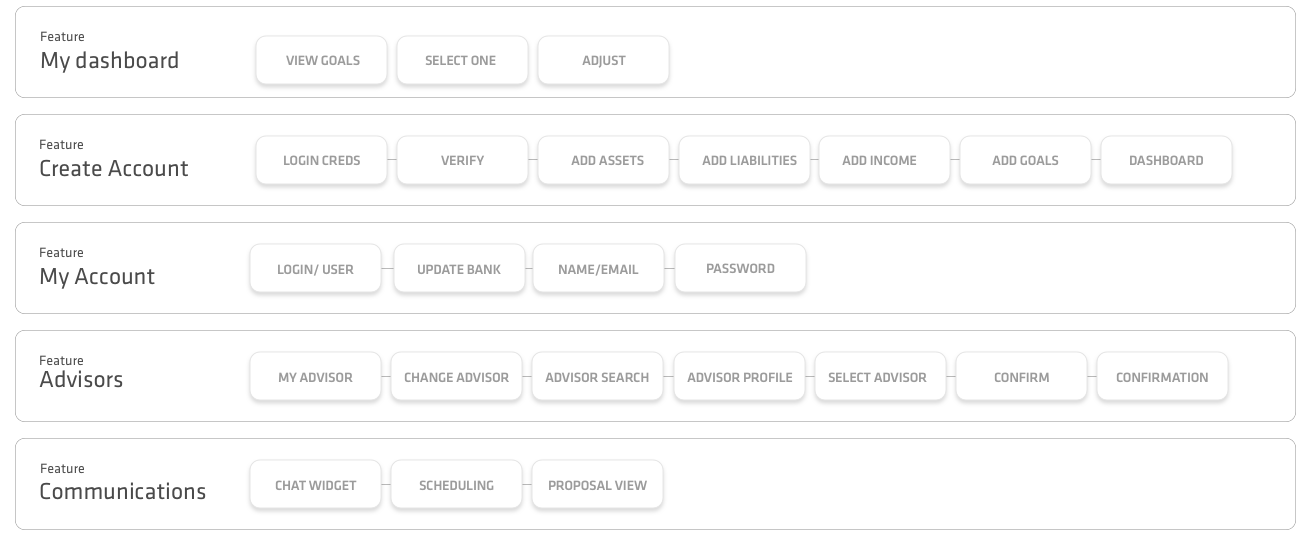 Feature
My dashboard
VIEW GOALS
SELECT ONE
ADJUST
Feature
Create Account
LOGIN CREDS
VERIFY
ADD ASSETS
ADD LIABILITIES
ADD INCOME
ADD GOALS
DASHBOARD
Feature
My Account
LOGIN/ USER
UPDATE BANK
NAME/EMAIL
PASSWORD
Feature
Advisors
MY ADVISOR
CHANGE ADVISOR
ADVISOR SEARCH
ADVISOR PROFILE
SELECT ADVISOR
CONFIRM
CONFIRMATION
Feature
Communications
CHAT WIDGET
SCHEDULING
PROPOSAL VIEW